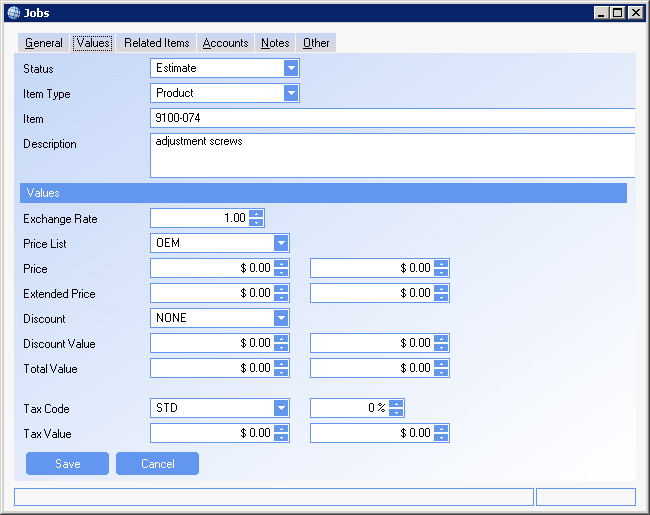 Jobs
General Values Related Items Accounts Notes Other
Status Estimate
Item Type Product
Item 9100-074
Description adjustment screws
Values
Exchange Rate 1.00
Price List OEM
Price $ 0.00 $ 0.00
Extended Price $ 0.00 $ 0.00
Discount NONE
Discount Value $ 0.00 $ 0.00
Total Value $ 0.00 $ 0.00
Tax Code STD 0 %
Tax Value $ 0.00 $ 0.00
Save Cancel